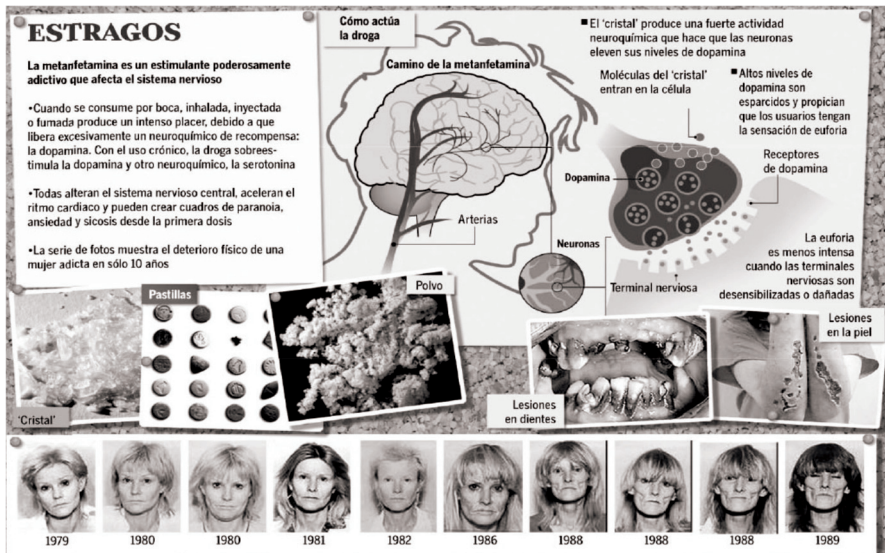 ESTRAGOS
La metanfetamina es un estimulante poderosamente
adictivo que afecta el sistema nervioso
•Cuando se consume por boca, inhalada, inyectada
o fumada produce un intenso placer, debido a que
libera excesivamente un neuroquímico de recompensa:
la dopamina. Con el uso crónico, la droga sobrees-
timula la dopamina y otro neuroquímico, la serotonina
•Todas alteran el sistema nervioso central, aceleran el
ritmo cardiaco y pueden crear cuadros de paranoia,
ansiedad y sicosis desde la primera dosis
•La serie de fotos muestra el deterioro físico de una
mujer adicta en sólo 10 años
Cómo actúa
la droga
Camino de la metanfetamina
Arterias
Neuronas
■ El 'cristal' produce una fuerte actividad
neuroquímica que hace que las neuronas
eleven sus niveles de dopamina
Moléculas del 'cristal'
entran en la célula
■ Altos niveles de
dopamina son
esparcidos y propician
que los usuarios tengan
la sensación de euforia
Dopamina
Receptores
de dopamina
Terminal nerviosa
La euforia
es menos intensa
cuando las terminales
nerviosas son
desensibilizadas o dañadas
'Cristal'
Pastillas
Polvo
Lesiones
en dientes
Lesiones
en la piel
1979
1980
1980
1981
1982
1986
1988
1988
1988
1989